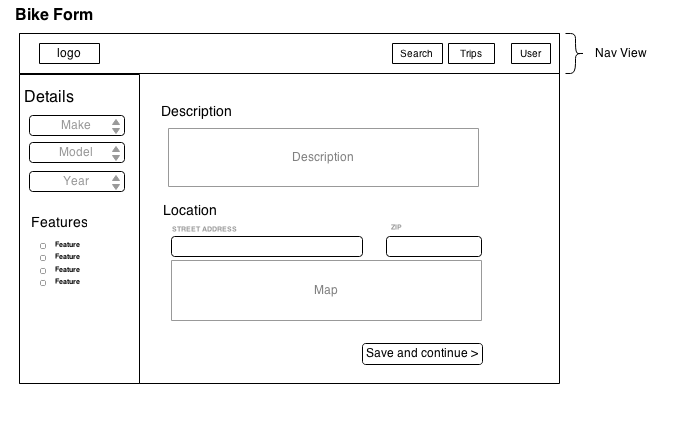 Bike Form
logo
Search
Trips
User
Nav View
Details
Make
Model
Year
Features
Feature
Feature
Feature
Feature
Description
Description
Location
STREET ADDRESS
ZIP
Map
Save and continue >